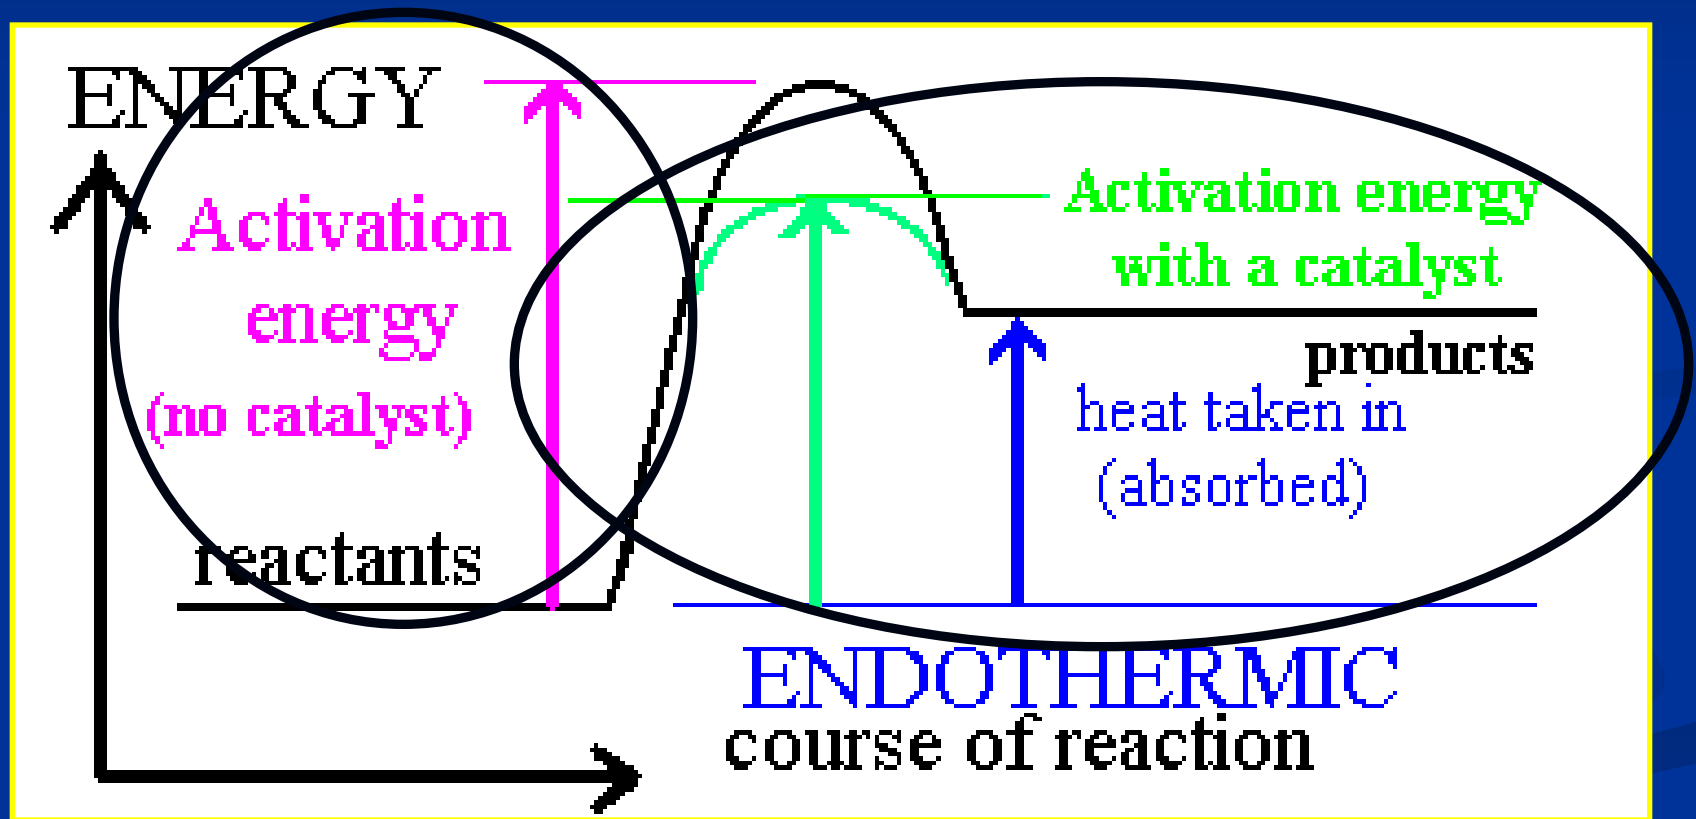 ENERGY
Activation
energy
(no catalyst)
reactants
Activation energy
with a catalyst
products
heat taken in
(absorbed)
ENDOTHERMIC
course of reaction